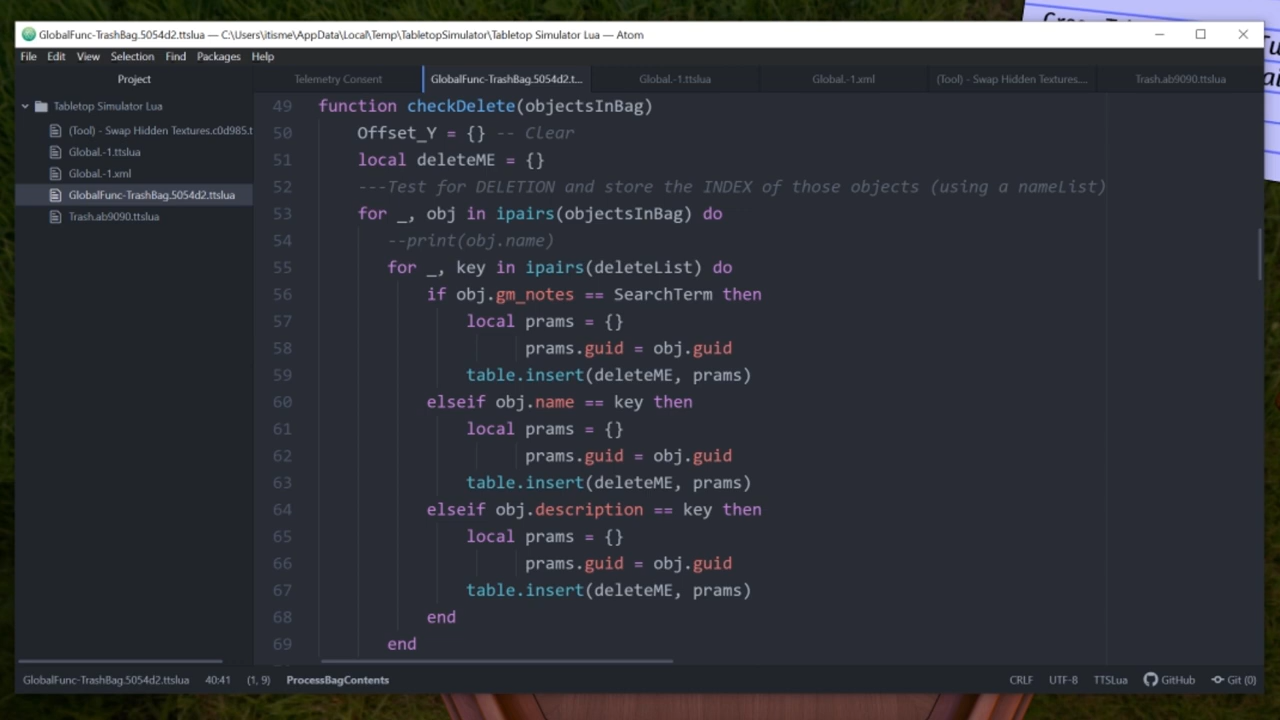 GlobalFunc-TrashBag.5054d2.ttslua — C:\Users\itisme\AppData\Local\Temp\TabletopSimulator\Tabletop Simulator Lua — Atom
File Edit View Selection Find Packages Help
Project
Telemetry Consent
GlobalFunc-TrashBag.5054d2.t...
Global.-1.ttslua
Global.-1.xml
(Tool) - Swap Hidden Textures....
Trash.ab9090.ttslua
Tabletop Simulator Lua
(Tool) - Swap Hidden Textures.c0d985.t
Global.-1.ttslua
Global.-1.xml
GlobalFunc-TrashBag.5054d2.ttslua
Trash.ab9090.ttslua
49 function checkDelete(objectsInBag)
50 Offset_Y = {} -- Clear
51 local deleteME = {}
52 ---Test for DELETION and store the INDEX of those objects (using a nameList)
53 for _, obj in ipairs(objectsInBag) do
54 --print(obj.name)
55 for _, key in ipairs(deleteList) do
56 if obj.gm_notes == SearchTerm then
57 local prams = {}
58 prams.guid = obj.guid
59 table.insert(deleteME, prams)
60 elseif obj.name == key then
61 local prams = {}
62 prams.guid = obj.guid
63 table.insert(deleteME, prams)
64 elseif obj.description == key then
65 local prams = {}
66 prams.guid = obj.guid
67 table.insert(deleteME, prams)
68 end
69 end
GlobalFunc-TrashBag.5054d2.ttslua 40:41 (1, 9) ProcessBagContents CRLF UTF-8 TTSLua GitHub Git (0)